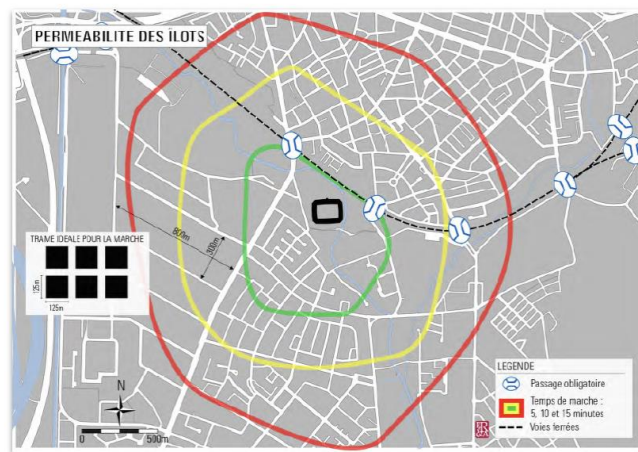 PERMEABILITE DES ÎLOTS
800m
300m
TRAME IDEALE POUR LA MARCHE
125m
125m
N
0
500m
LEGENDE
Passage obligatoire
Temps de marche :
5, 10 et 15 minutes
Voies ferrées